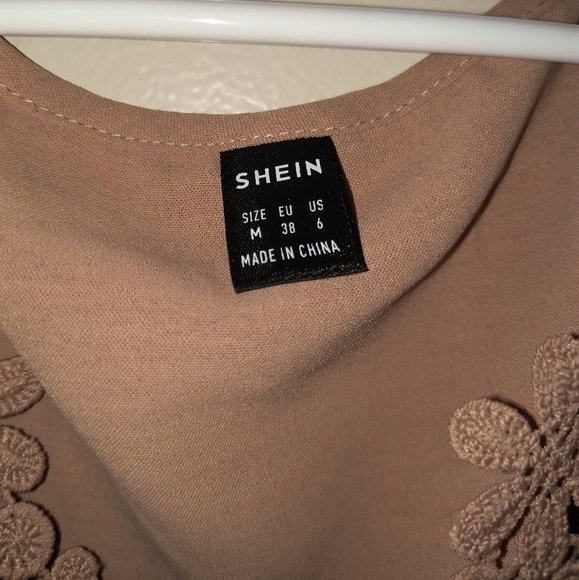 SHEIN
SIZE EU US
M 38 6
MADE IN CHINA